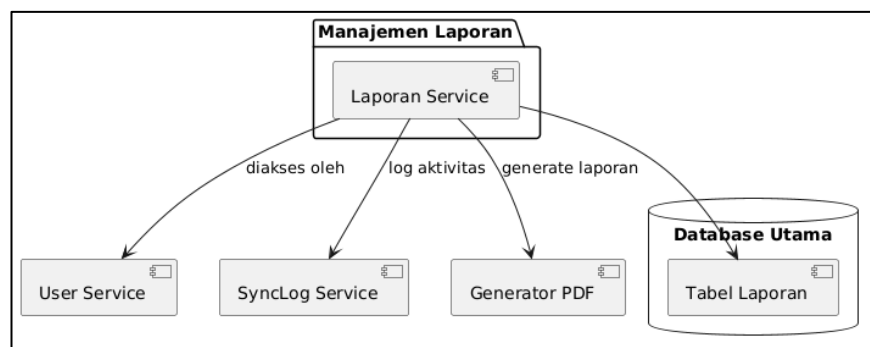 Manajemen Laporan
Laporan Service
diakses oleh
log aktivitas
generate laporan
Database Utama
User Service
SyncLog Service
Generator PDF
Tabel Laporan